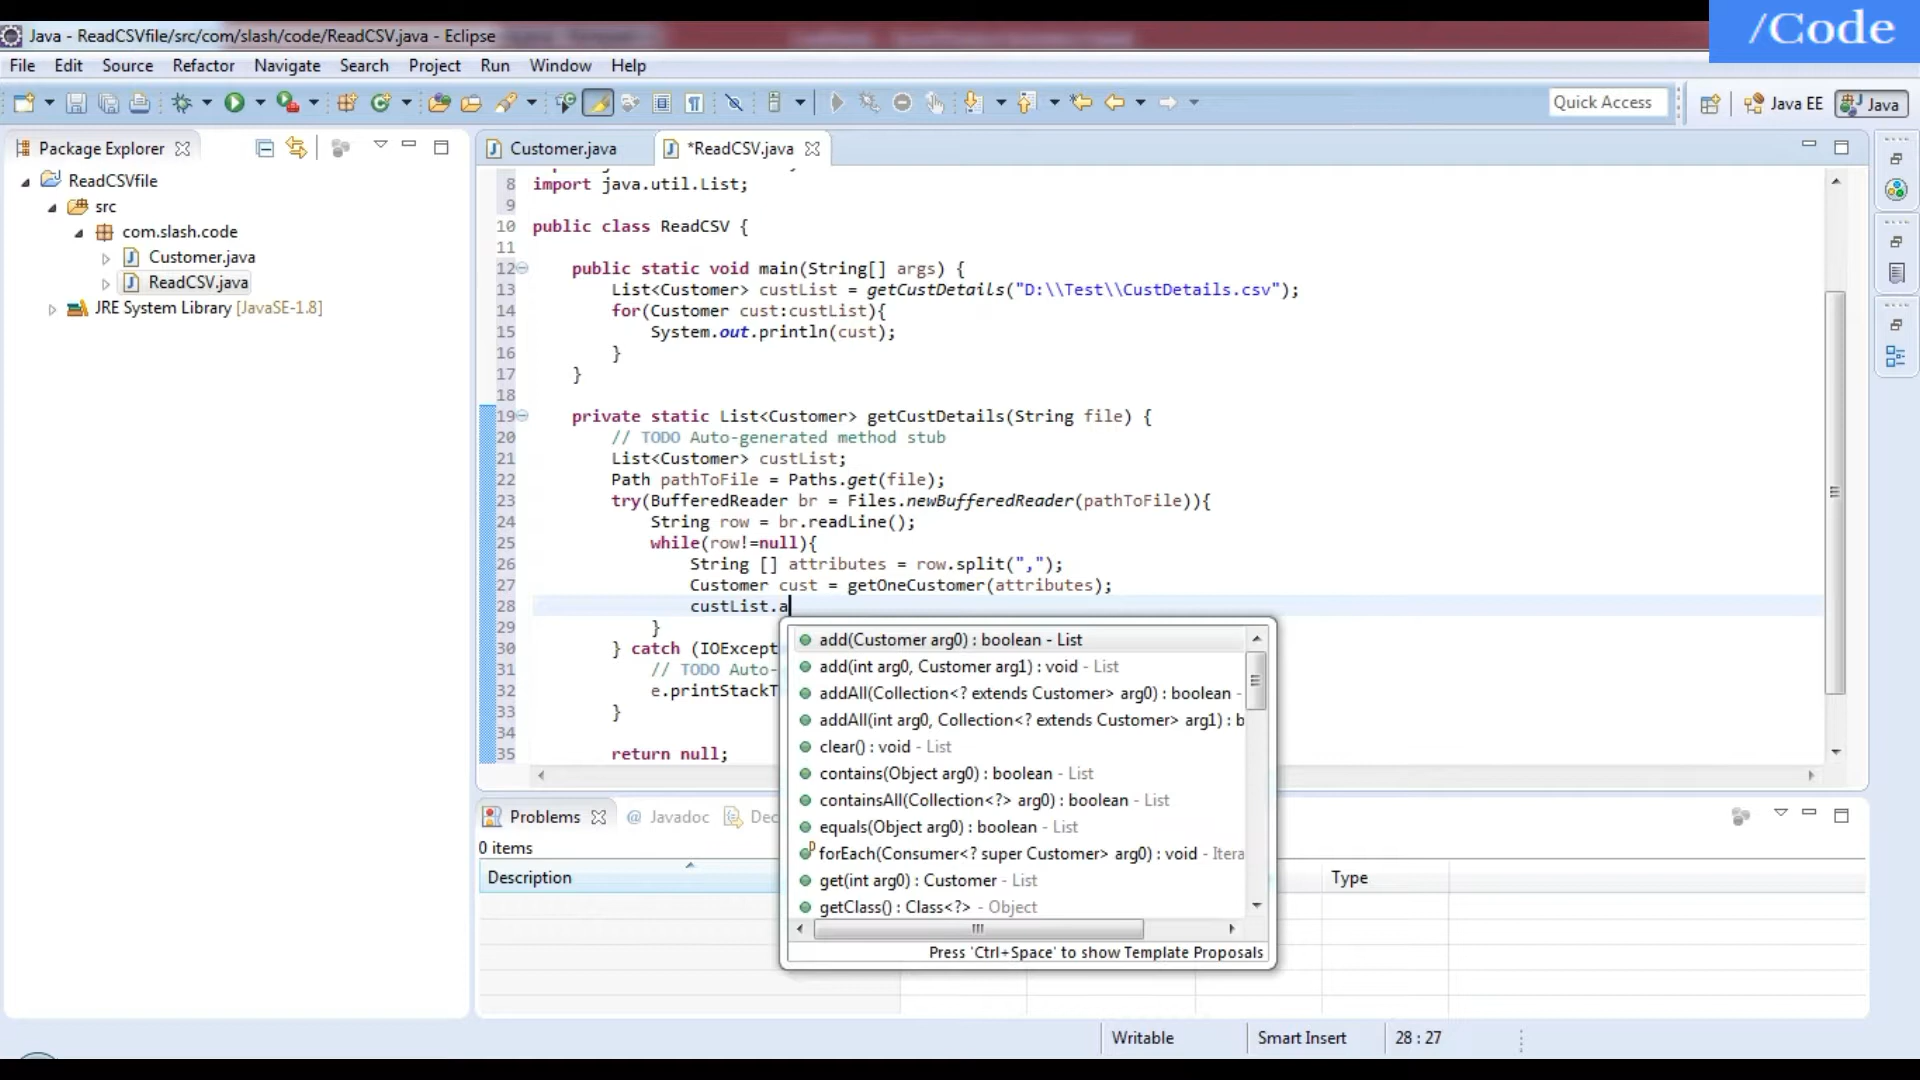 /Code
Java - ReadCSVfile/src/com/slash/code/ReadCSV.java - Eclipse
File Edit Source Refactor Navigate Search Project Run Window Help
Quick Access
Java EE
Java
Package Explorer
Customer.java
*ReadCSV.java
ReadCSVfile
src
com.slash.code
Customer.java
ReadCSV.java
JRE System Library [JavaSE-1.8]
8 import java.util.List;
9
10 public class ReadCSV {
11
12 public static void main(String[] args) {
13 List<Customer> custList = getCustDetails("D:\\Test\\CustDetails.csv");
14 for(Customer cust:custList){
15 System.out.println(cust);
16 }
17 }
18
19 private static List<Customer> getCustDetails(String file) {
20 // TODO Auto-generated method stub
21 List<Customer> custList;
22 Path pathToFile = Paths.get(file);
23 try(BufferedReader br = Files.newBufferedReader(pathToFile)){
24 String row = br.readLine();
25 while(row!=null){
26 String [] attributes = row.split(",");
27 Customer cust = getOneCustomer(attributes);
28 custList.a
29 }
30 } catch (IOExcept
31 // TODO Auto-
32 e.printStackT
33 }
34
35 return null;
add(Customer arg0) : boolean - List
add(int arg0, Customer arg1) : void - List
addAll(Collection<? extends Customer> arg0) : boolean -
addAll(int arg0, Collection<? extends Customer> arg1) : b
clear() : void - List
contains(Object arg0) : boolean - List
containsAll(Collection<?> arg0) : boolean - List
equals(Object arg0) : boolean - List
forEach(Consumer<? super Customer> arg0) : void - Itera
get(int arg0) : Customer - List
getClass() : Class<?> - Object
Press 'Ctrl+Space' to show Template Proposals
Problems @ Javadoc Dec
0 items
Description Type
Writable Smart Insert 28 : 27